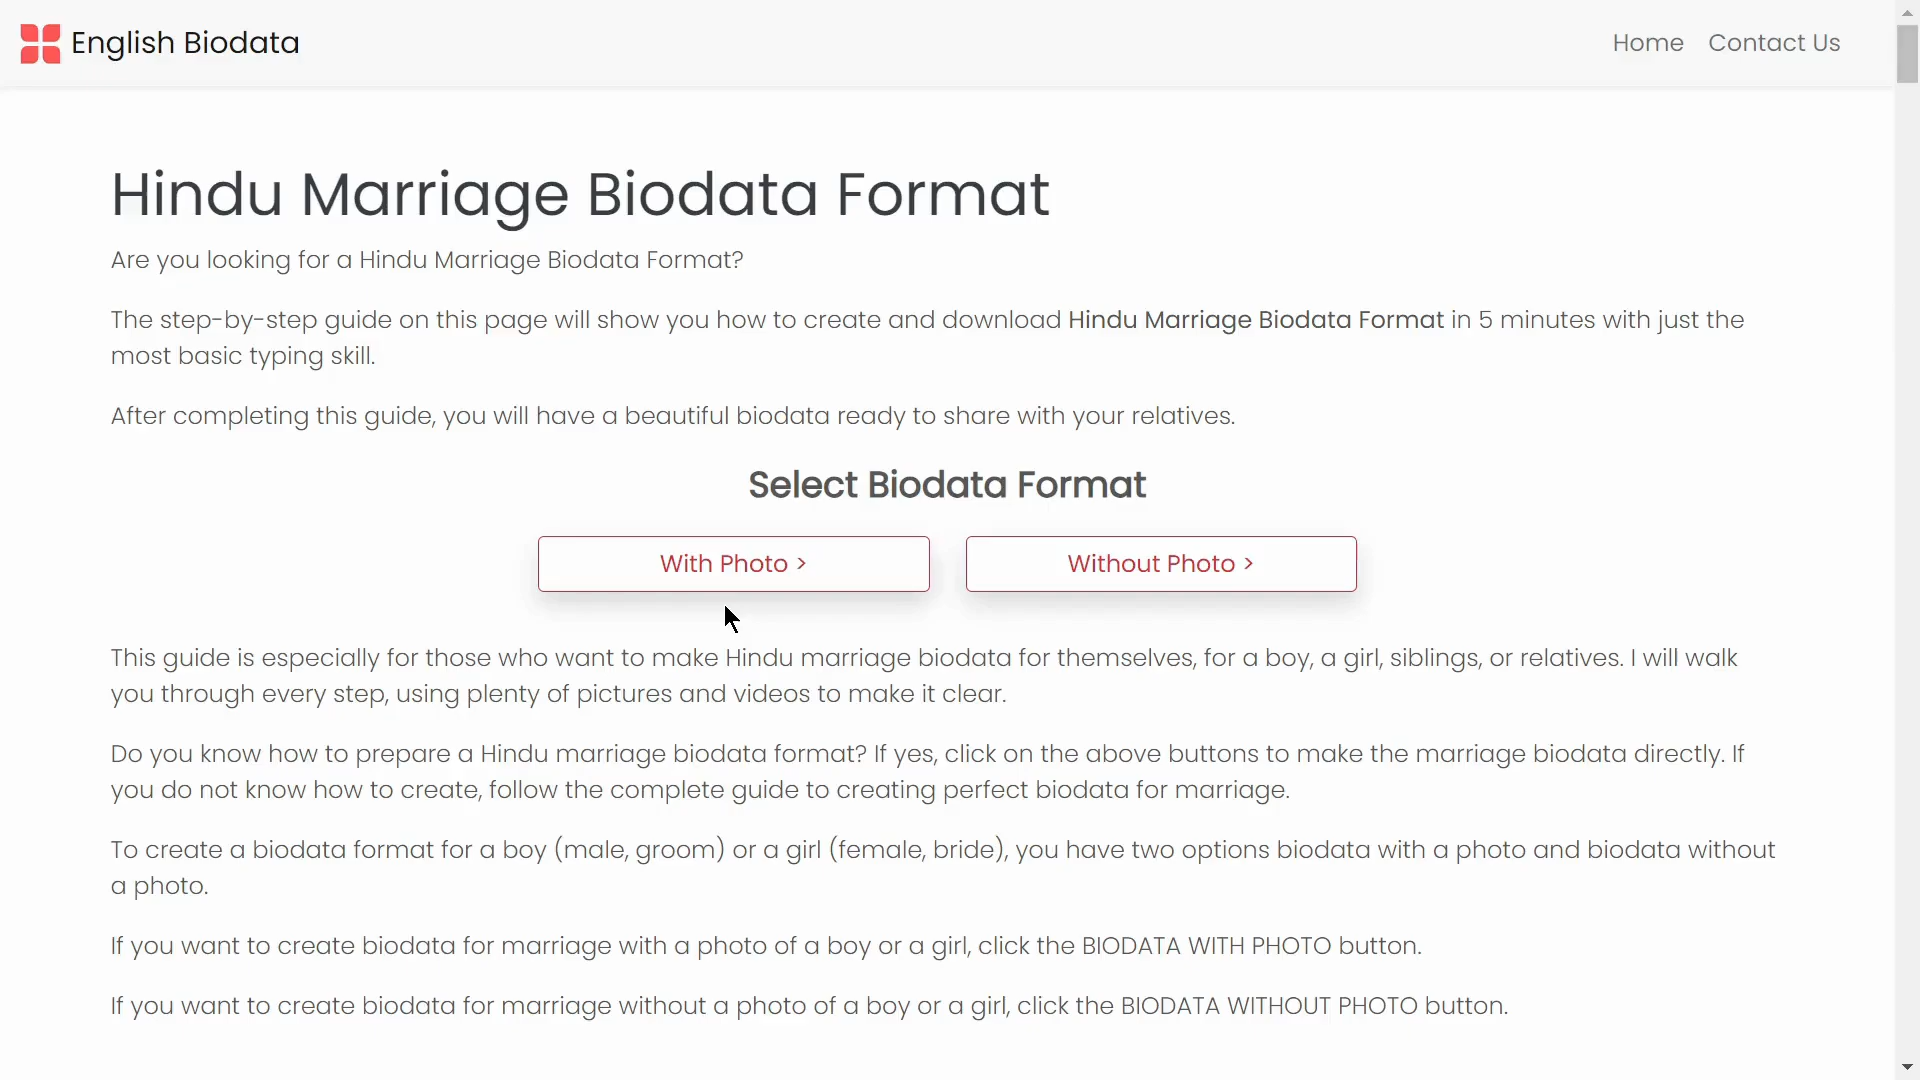 English Biodata
Home
Contact Us
Hindu Marriage Biodata Format
Are you looking for a Hindu Marriage Biodata Format?
The step-by-step guide on this page will show you how to create and download Hindu Marriage Biodata Format in 5 minutes with just the
most basic typing skill.
After completing this guide, you will have a beautiful biodata ready to share with your relatives.
Select Biodata Format
With Photo >
Without Photo >
This guide is especially for those who want to make Hindu marriage biodata for themselves, for a boy, a girl, siblings, or relatives. I will walk
you through every step, using plenty of pictures and videos to make it clear.
Do you know how to prepare a Hindu marriage biodata format? If yes, click on the above buttons to make the marriage biodata directly. If
you do not know how to create, follow the complete guide to creating perfect biodata for marriage.
To create a biodata format for a boy (male, groom) or a girl (female, bride), you have two options biodata with a photo and biodata without
a photo.
If you want to create biodata for marriage with a photo of a boy or a girl, click the BIODATA WITH PHOTO button.
If you want to create biodata for marriage without a photo of a boy or a girl, click the BIODATA WITHOUT PHOTO button.